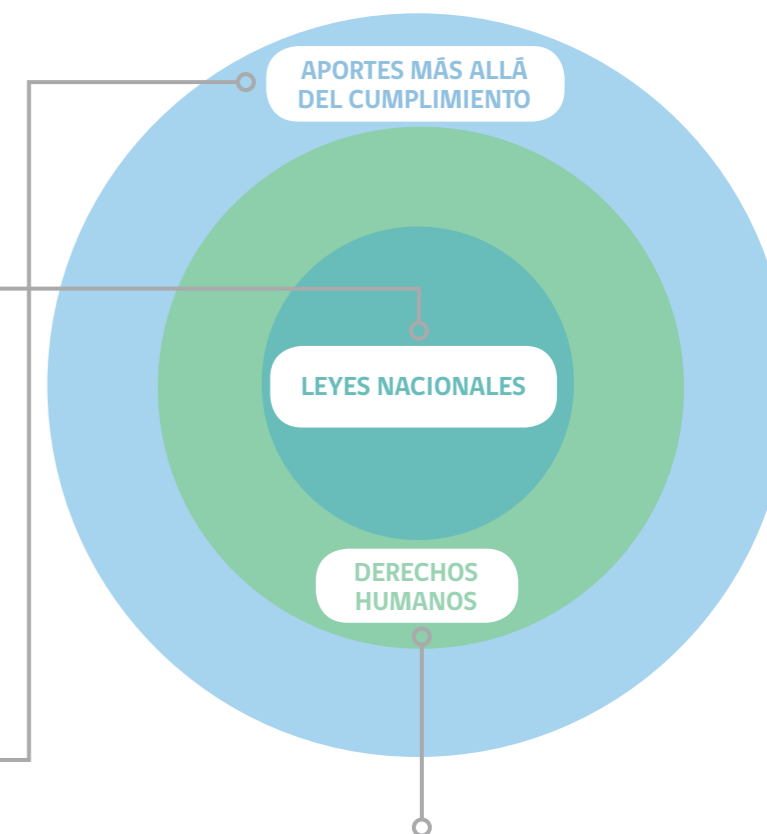 APORTES MÁS ALLÁ
DEL CUMPLIMIENTO
LEYES NACIONALES
DERECHOS
HUMANOS